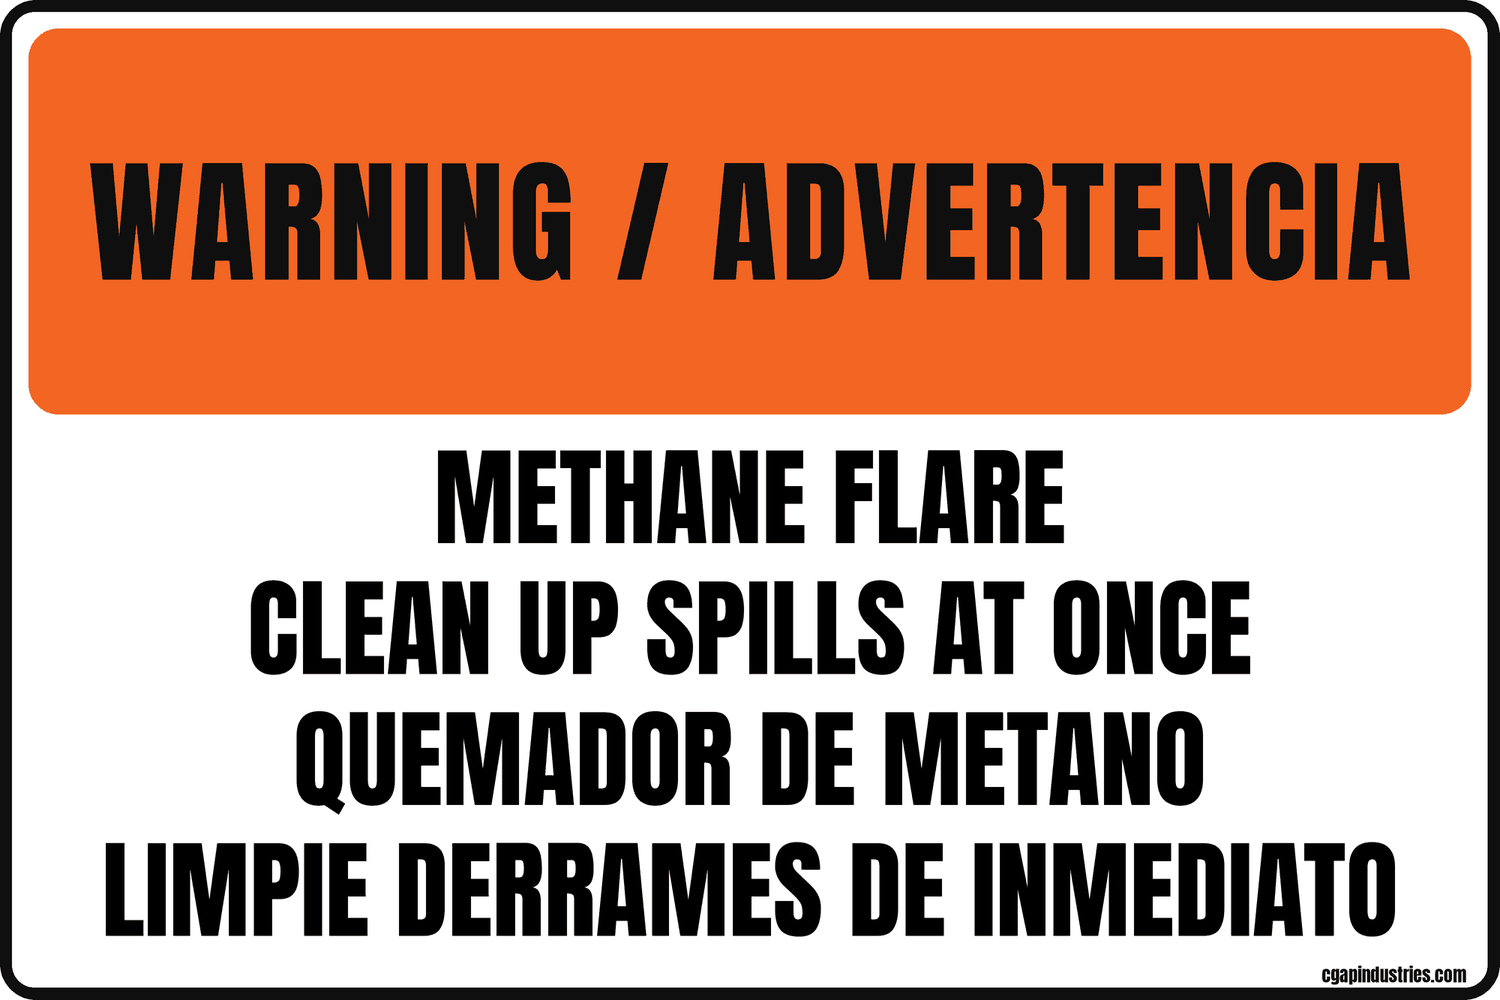 WARNING / ADVERTENCIA
METHANE FLARE
CLEAN UP SPILLS AT ONCE
QUEMADOR DE METANO
LIMPIE DERRAMES DE INMEDIATO
cgapindustries.com